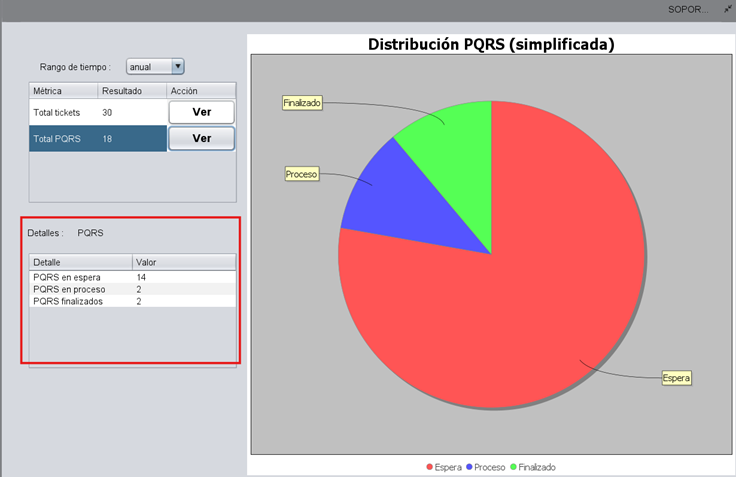 SOPOR...
Rango de tiempo : anual
Métrica Resultado Acción
Total tickets 30 Ver
Total PQRS 18 Ver
Detalles : PQRS
Detalle Valor
PQRS en espera 14
PQRS en proceso 2
PQRS finalizados 2
Distribución PQRS (simplificada)
Finalizado
Proceso
Espera
Espera Proceso Finalizado